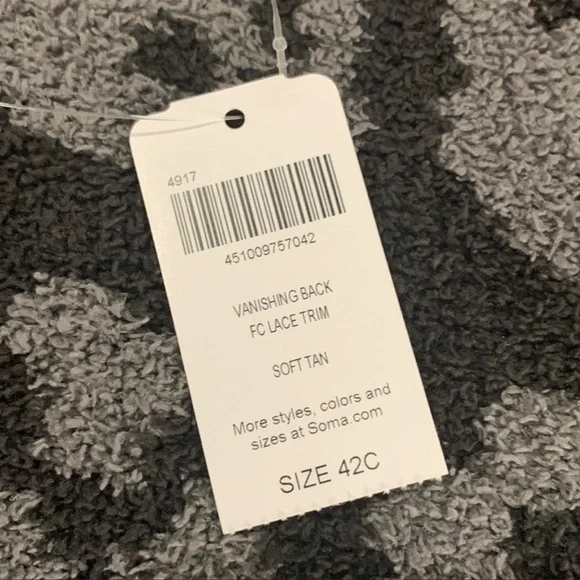 4917
451009757042
VANISHING BACK
FC LACE TRIM
SOFT TAN
More styles, colors and
sizes at Soma.com
SIZE 42C